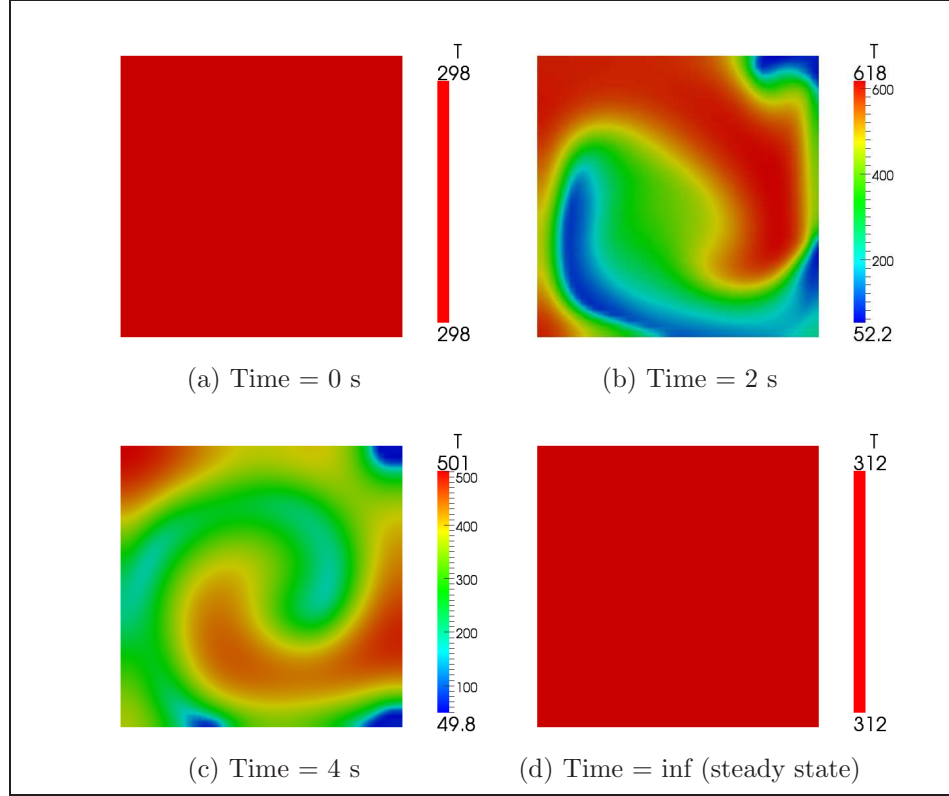 T
298
298
(a) Time = 0 s
T
618
600
400
200
52.2
(b) Time = 2 s
T
501
500
400
300
200
100
49.8
(c) Time = 4 s
T
312
312
(d) Time = inf (steady state)